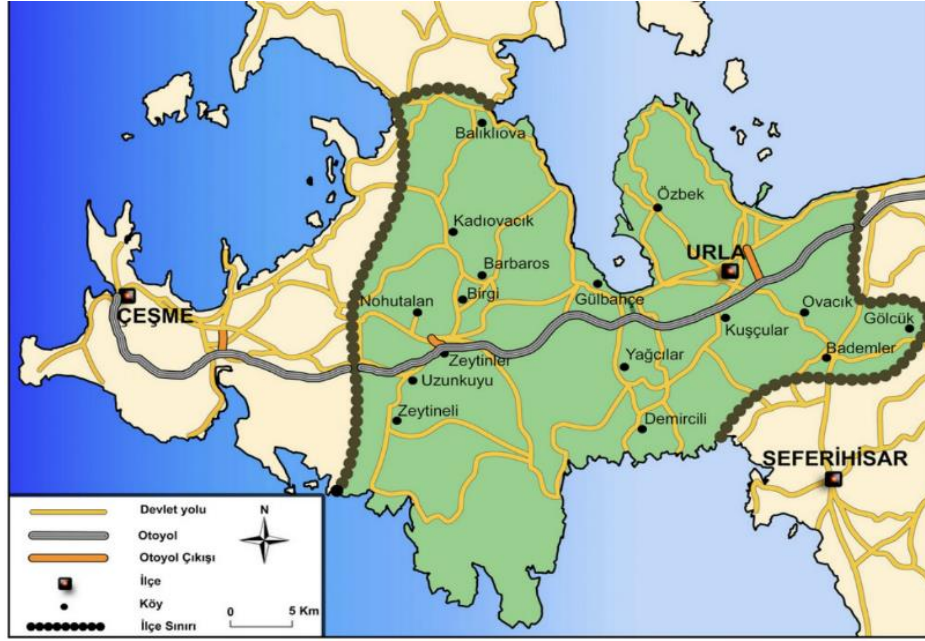 Balıklıova
Özbek
Kadıovacık
URLA
Barbaros
Gülbahçe
Birgi
Nohutalan
ÇEŞME
Ovacık
Gölcük
Kuşçular
Bademler
Zeytinler
Yağcılar
Uzunkuyu
Zeytineli
Demircili
SEFERİHİSAR
Devlet yolu
N
Otoyol
Otoyol Çıkışı
İlçe
Köy
0 5 Km
İlçe Sınırı